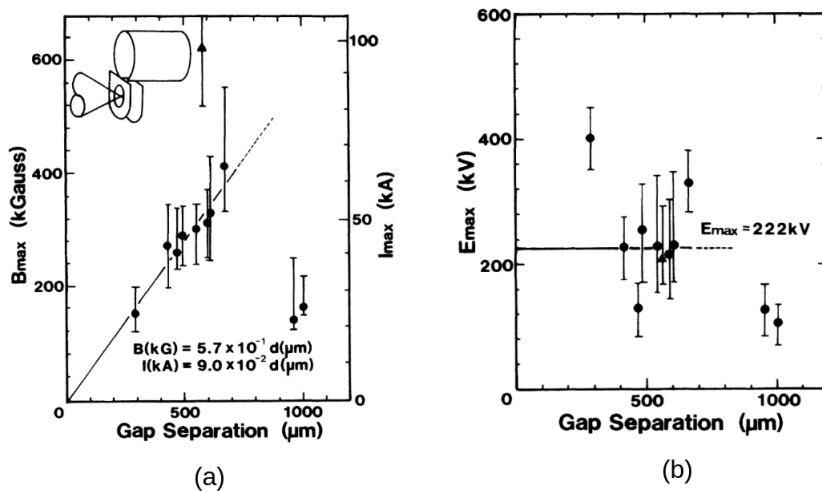 600
400
200
0
Bmax (kGauss)
100
50
0
Imax (kA)
B(kG) = 5.7 x 10⁻¹ d(μm)
I(kA) = 9.0 x 10⁻² d(μm)
0 500 1000
Gap Separation (μm)
(a)
600
400
200
0
Emax (kV)
Emax = 222kV
0 500 1000
Gap Separation (μm)
(b)